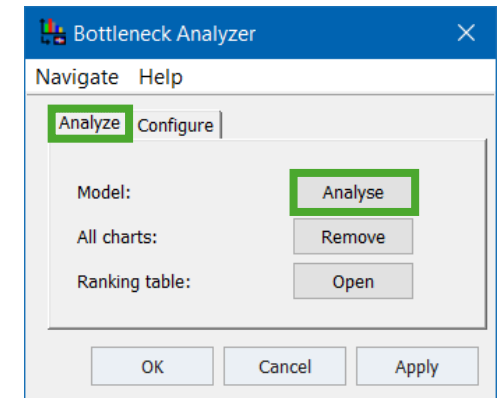 Bottleneck Analyzer
Navigate Help
Analyze Configure
Model: Analyse
All charts: Remove
Ranking table: Open
OK Cancel Apply